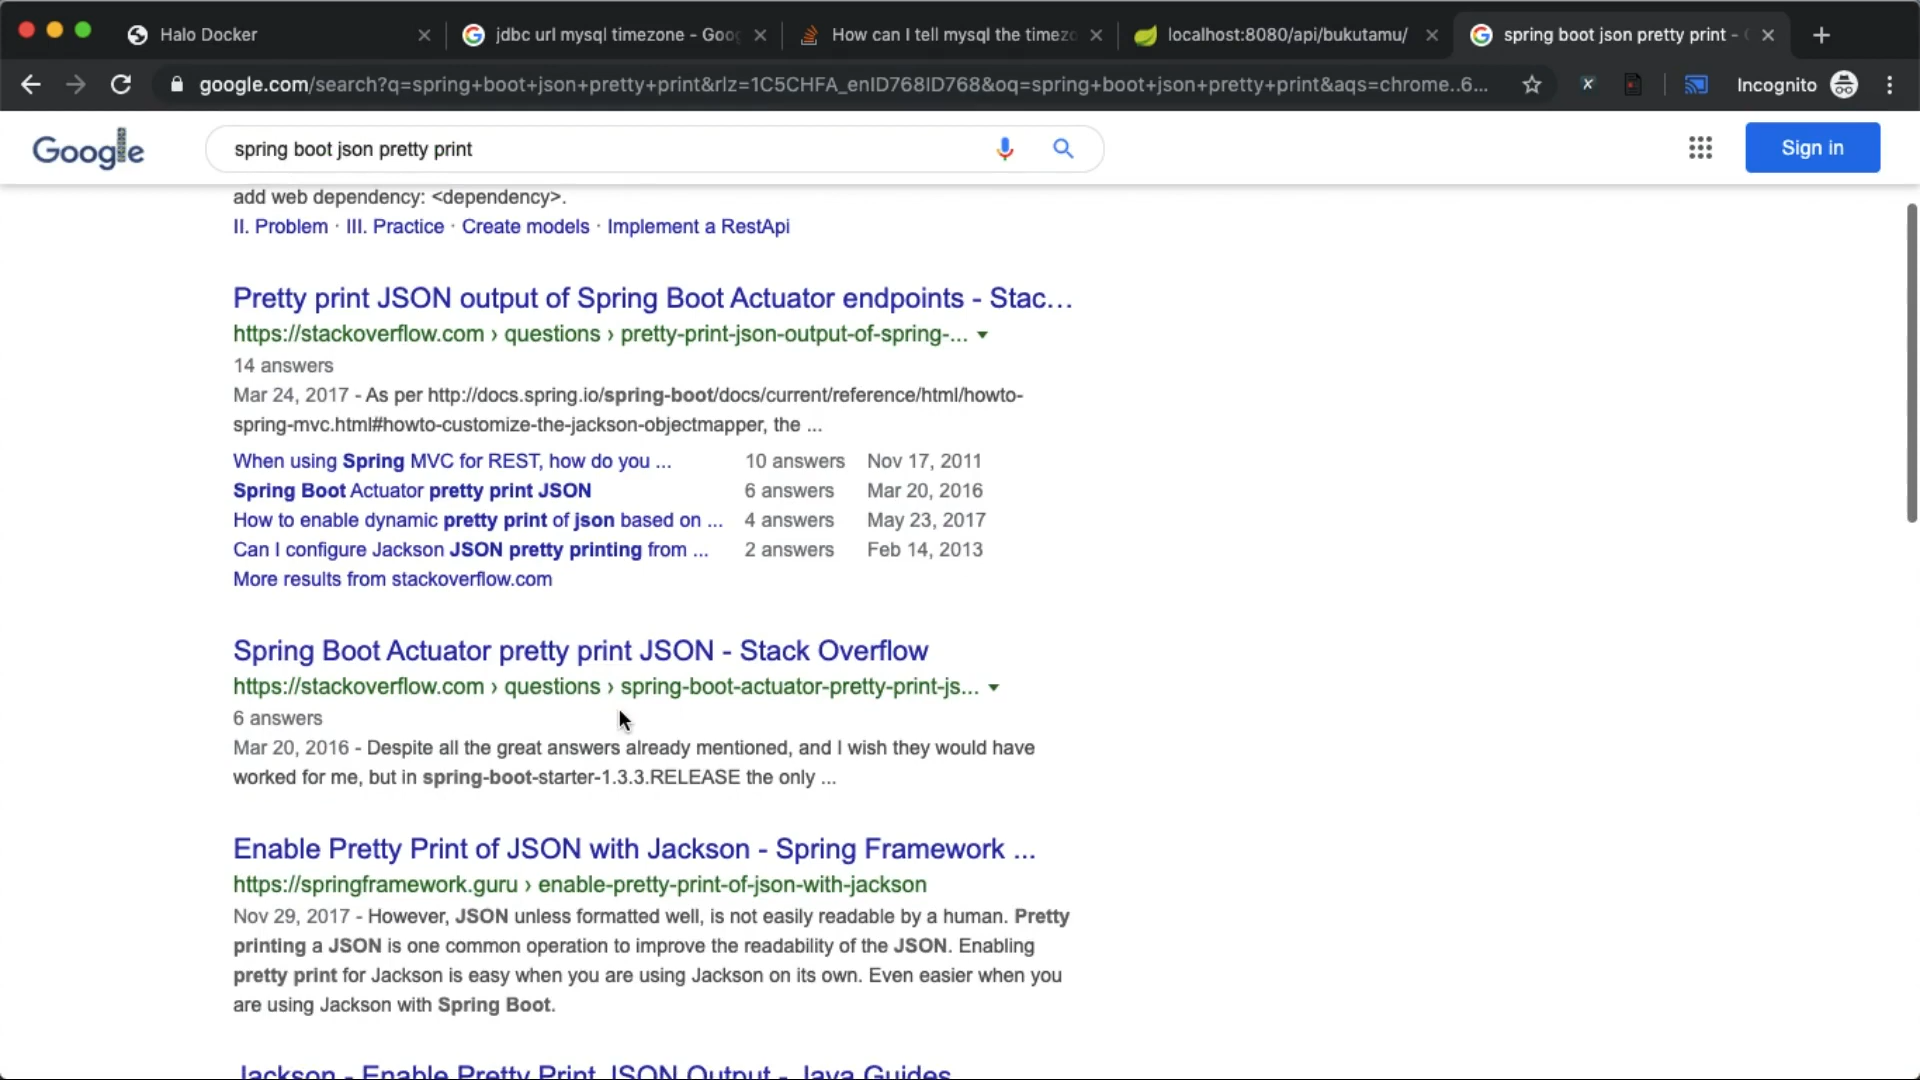 Halo Docker
jdbc url mysql timezone - Goog
How can I tell mysql the timezo
localhost:8080/api/bukutamu/
spring boot json pretty print -
google.com/search?q=spring+boot+json+pretty+print&rlz=1C5CHFA_enID768ID768&oq=spring+boot+json+pretty+print&aqs=chrome..6...
Incognito
Google
spring boot json pretty print
Sign in
add web dependency: <dependency>.
II. Problem · III. Practice · Create models · Implement a RestApi
Pretty print JSON output of Spring Boot Actuator endpoints - Stac...
https://stackoverflow.com › questions › pretty-print-json-output-of-spring-...
14 answers
Mar 24, 2017 - As per http://docs.spring.io/spring-boot/docs/current/reference/html/howto-
spring-mvc.html#howto-customize-the-jackson-objectmapper, the ...
When using Spring MVC for REST, how do you ... 10 answers Nov 17, 2011
Spring Boot Actuator pretty print JSON 6 answers Mar 20, 2016
How to enable dynamic pretty print of json based on ... 4 answers May 23, 2017
Can I configure Jackson JSON pretty printing from ... 2 answers Feb 14, 2013
More results from stackoverflow.com
Spring Boot Actuator pretty print JSON - Stack Overflow
https://stackoverflow.com › questions › spring-boot-actuator-pretty-print-js...
6 answers
Mar 20, 2016 - Despite all the great answers already mentioned, and I wish they would have
worked for me, but in spring-boot-starter-1.3.3.RELEASE the only ...
Enable Pretty Print of JSON with Jackson - Spring Framework ...
https://springframework.guru › enable-pretty-print-of-json-with-jackson
Nov 29, 2017 - However, JSON unless formatted well, is not easily readable by a human. Pretty
printing a JSON is one common operation to improve the readability of the JSON. Enabling
pretty print for Jackson is easy when you are using Jackson on its own. Even easier when you
are using Jackson with Spring Boot.
Jackson - Enable Pretty Print JSON Output - Java Guides